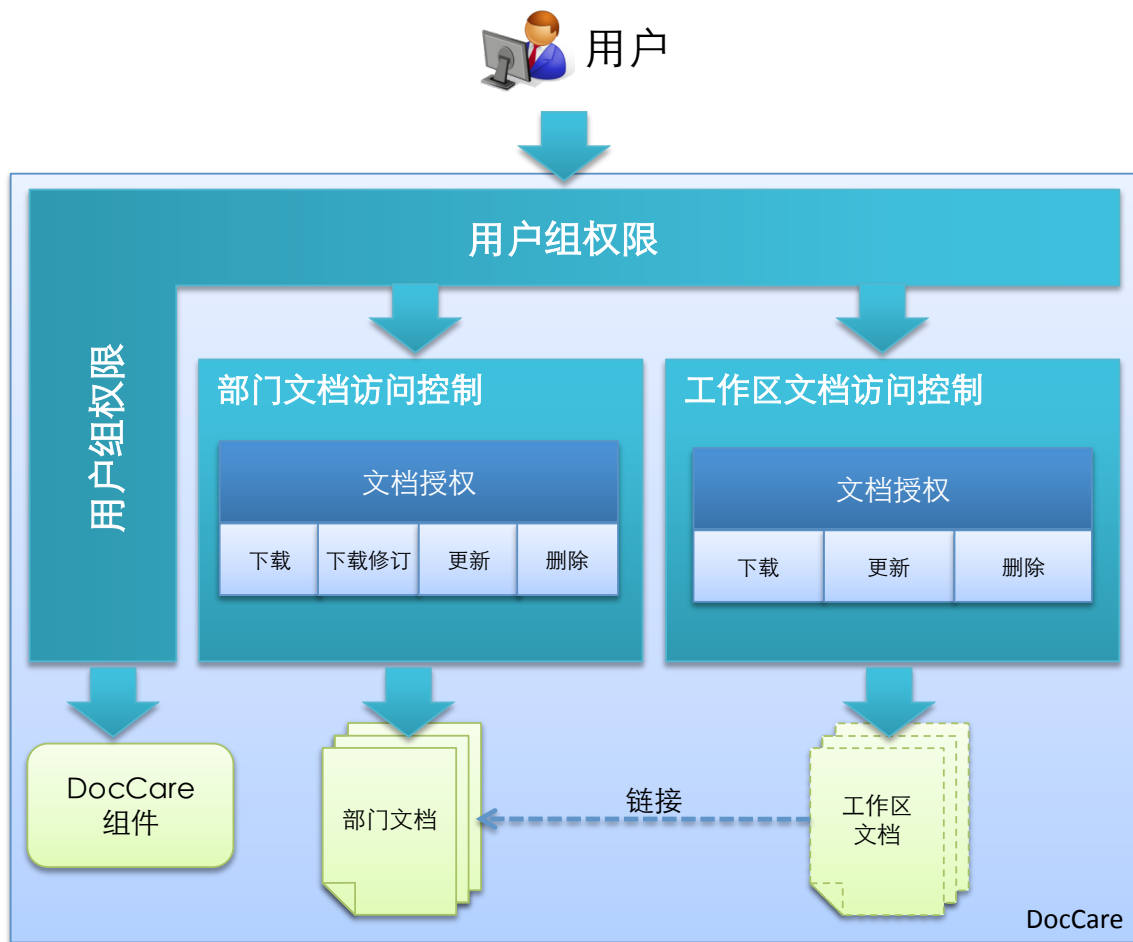 用户
用户组权限
用户组权限
部门文档访问控制
文档授权
下载
下载修订
更新
删除
工作区文档访问控制
文档授权
下载
更新
删除
DocCare
组件
部门文档
链接
工作区
文档
DocCare